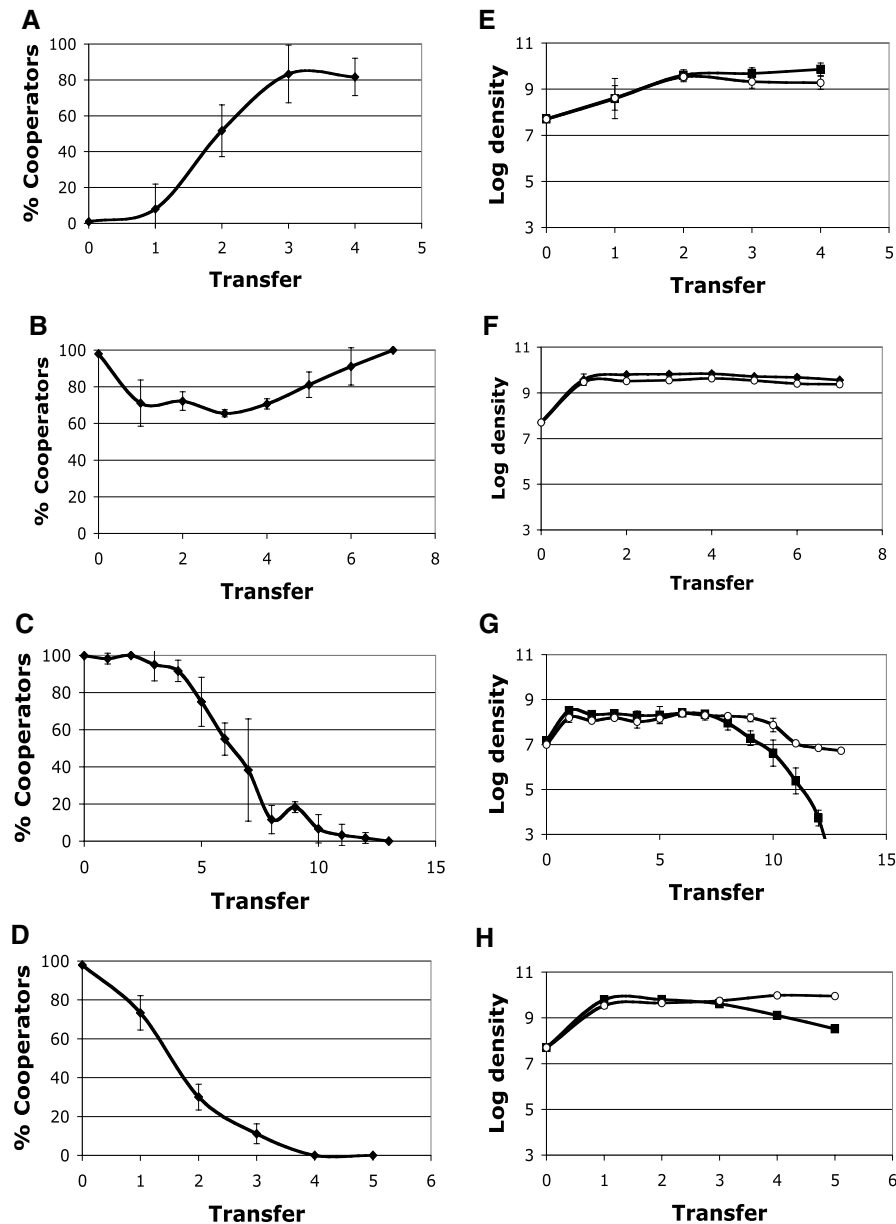 A
% Cooperators
100
80
60
40
20
0
0 1 2 3 4 5
Transfer
E
Log density
11
9
7
5
3
0 1 2 3 4 5
Transfer
B
% Cooperators
100
80
60
40
20
0
0 2 4 6 8
Transfer
F
Log density
11
9
7
5
3
0 2 4 6 8
Transfer
C
% Cooperators
100
80
60
40
20
0
0 5 10 15
Transfer
G
Log density
11
9
7
5
3
0 5 10 15
Transfer
D
% Cooperators
100
80
60
40
20
0
0 1 2 3 4 5 6
Transfer
H
Log density
11
9
7
5
3
0 1 2 3 4 5 6
Transfer